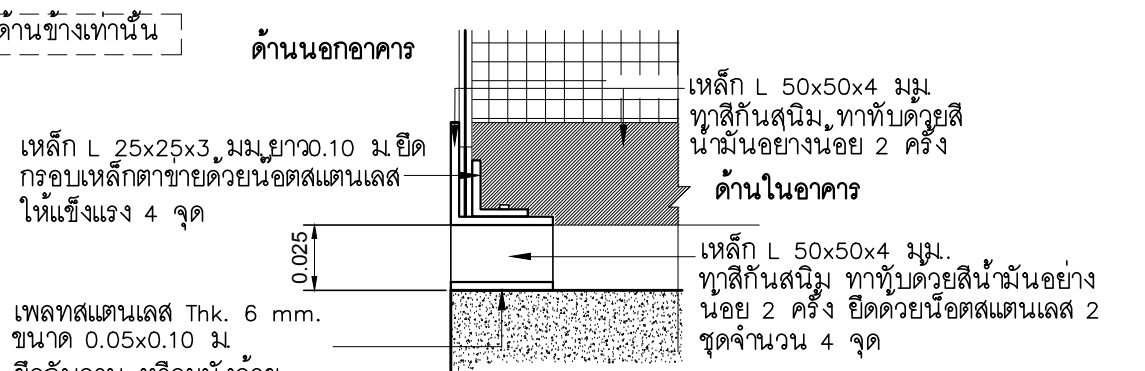 ด้านข้างเท่านั้น
ด้านนอกอาคาร
เหล็ก L 50x50x4 มม.
ทาสีกันสนิม ทาทับด้วยสี
น้ำมันอย่างน้อย 2 ครั้ง
เหล็ก L 25x25x3 มม.ยาว0.10 ม.ยึด
กรอบเหล็กตาข่ายด้วยน๊อตสแตนเลส
ให้แข็งแรง 4 จุด
ด้านในอาคาร
0.025
เหล็ก L 50x50x4 มม..
ทาสีกันสนิม ทาทับด้วยสีน้ำมันอย่าง
น้อย 2 ครั้ง ยึดด้วยน็อตสแตนเลส 2
ชุดจำนวน 4 จุด
เพลทสแตนเลส Thk. 6 mm.
ขนาด 0.05x0.10 ม.